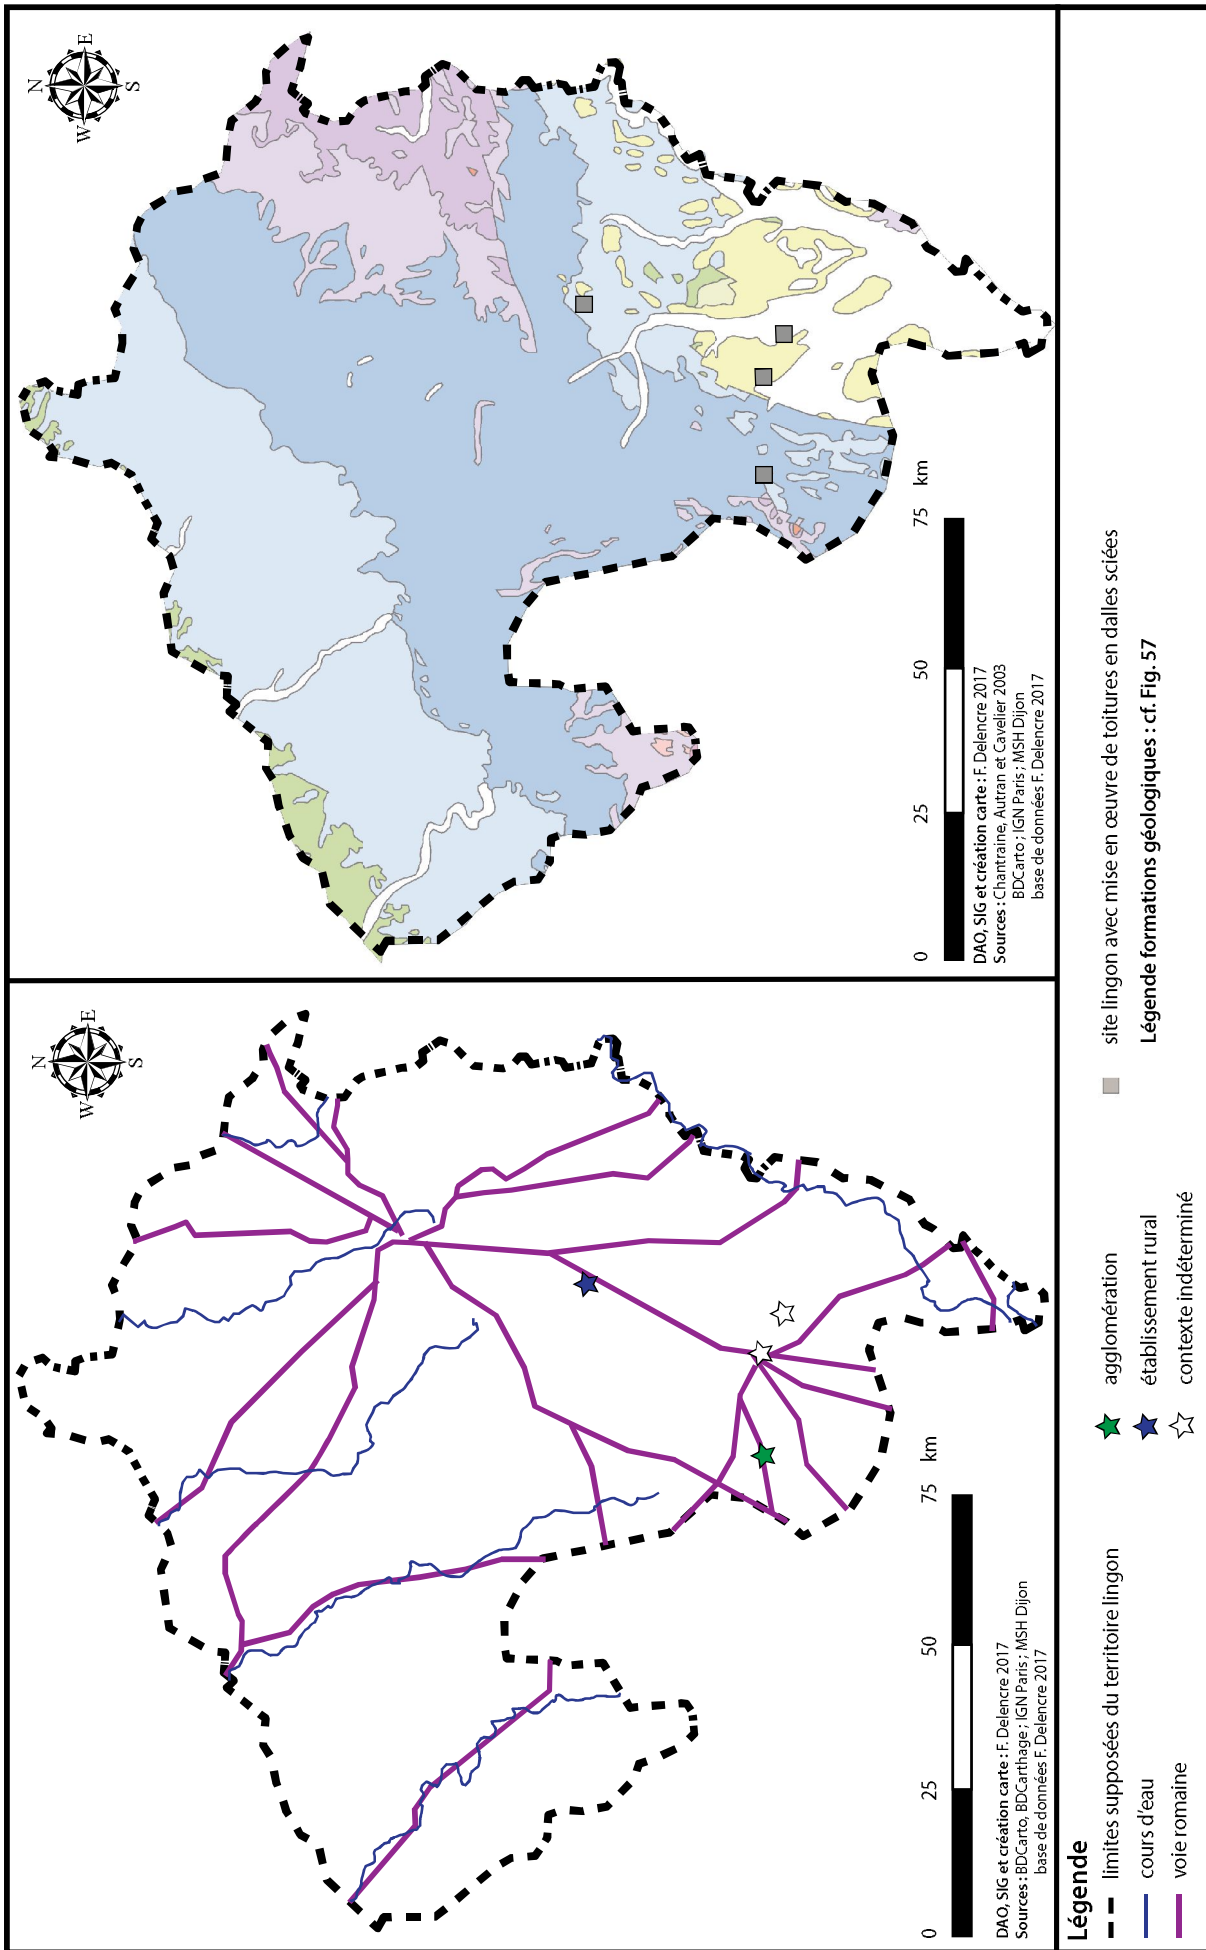 N
E
S
W
0
25
50
75
km
DAO, SIG et création carte : F. Delencre 2017
Sources : BDCarto, BDCarthage ; IGN Paris ; MSH Dijon
base de données F. Delencre 2017
N
E
S
W
0
25
50
75
km
DAO, SIG et création carte : F. Delencre 2017
Sources : Chantraine, Autran et Cavelier 2003
BDCarto ; IGN Paris ; MSH Dijon
base de données F. Delencre 2017
Légende
limites supposées du territoire lingon
cours d'eau
voie romaine
agglomération
établissement rural
contexte indéterminé
site lingon avec mise en œuvre de toitures en dalles sciées
Légende formations géologiques : cf. Fig. 57